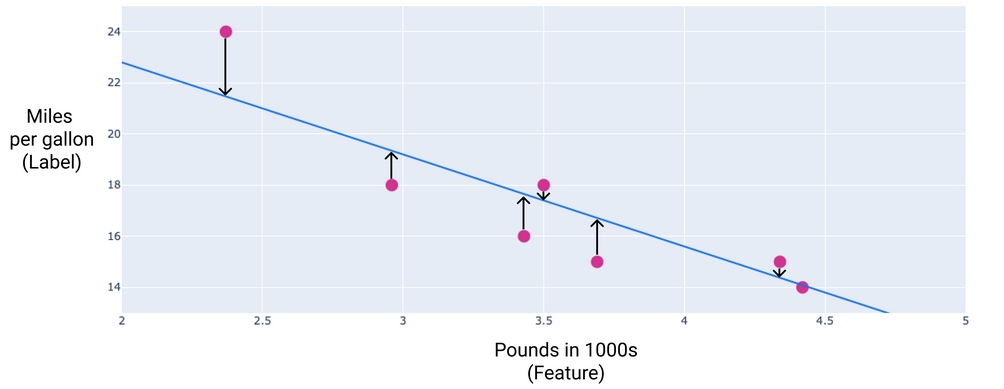 Miles
per gallon
(Label)
24
22
20
18
16
14
2 2.5 3 3.5 4 4.5 5
Pounds in 1000s
(Feature)